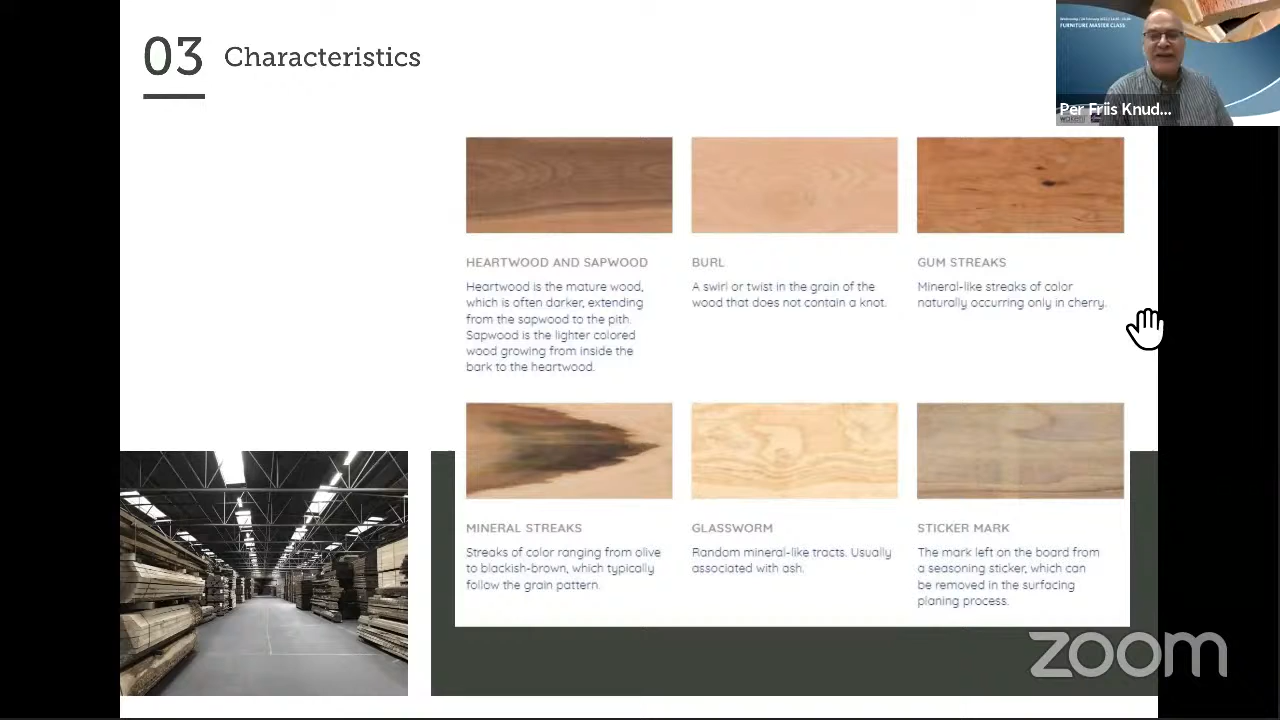 03 Characteristics
FURNITURE MASTER CLASS
Per Friis Knud...
HEARTWOOD AND SAPWOOD
Heartwood is the mature wood,
which is often darker, extending
from the sapwood to the pith.
Sapwood is the lighter colored
wood growing from inside the
bark to the heartwood.
BURL
A swirl or twist in the grain of the
wood that does not contain a knot.
GUM STREAKS
Mineral-like streaks of color
naturally occurring only in cherry.
MINERAL STREAKS
Streaks of color ranging from olive
to blackish-brown, which typically
follow the grain pattern.
GLASSWORM
Random mineral-like tracts. Usually
associated with ash.
STICKER MARK
The mark left on the board from
a seasoning sticker, which can
be removed in the surfacing
planing process.
zoom